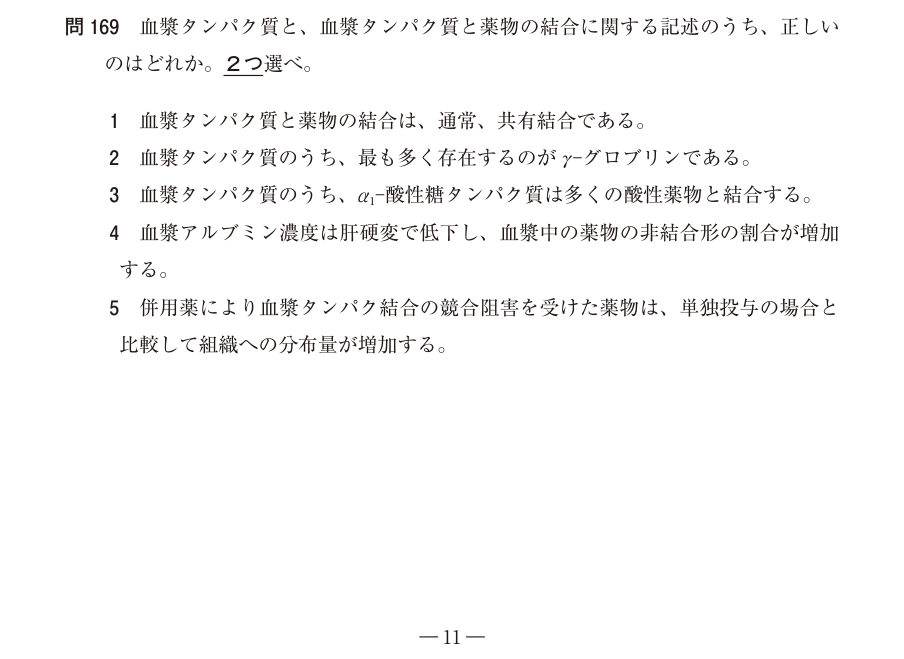 問 169　血漿タンパク質と、血漿タンパク質と薬物の結合に関する記述のうち、正しい
のはどれか。２つ選べ。
1　血漿タンパク質と薬物の結合は、通常、共有結合である。
2　血漿タンパク質のうち、最も多く存在するのがγ-グロブリンである。
3　血漿タンパク質のうち、α1-酸性糖タンパク質は多くの酸性薬物と結合する。
4　血漿アルブミン濃度は肝硬変で低下し、血漿中の薬物の非結合形の割合が増加
する。
5　併用薬により血漿タンパク結合の競合阻害を受けた薬物は、単独投与の場合と
比較して組織への分布量が増加する。
— 11 —